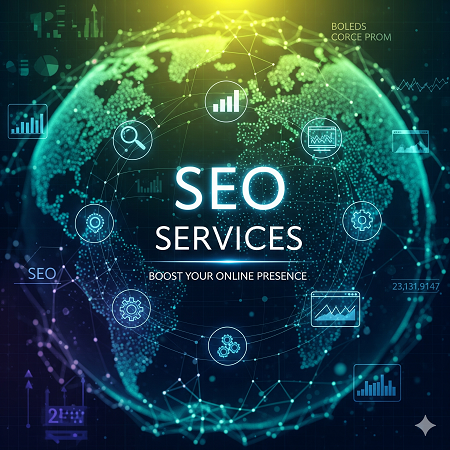 BOLEDS
CORCE PROM
SEO
SERVICES
BOOST YOUR ONLINE PRESENCE
SEO
23,131.9147